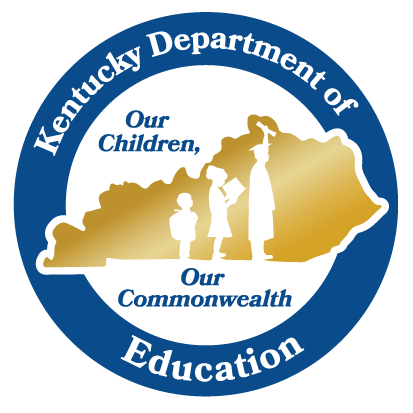 Kentucky Department of
Our
Children,
Our
Commonwealth
Education